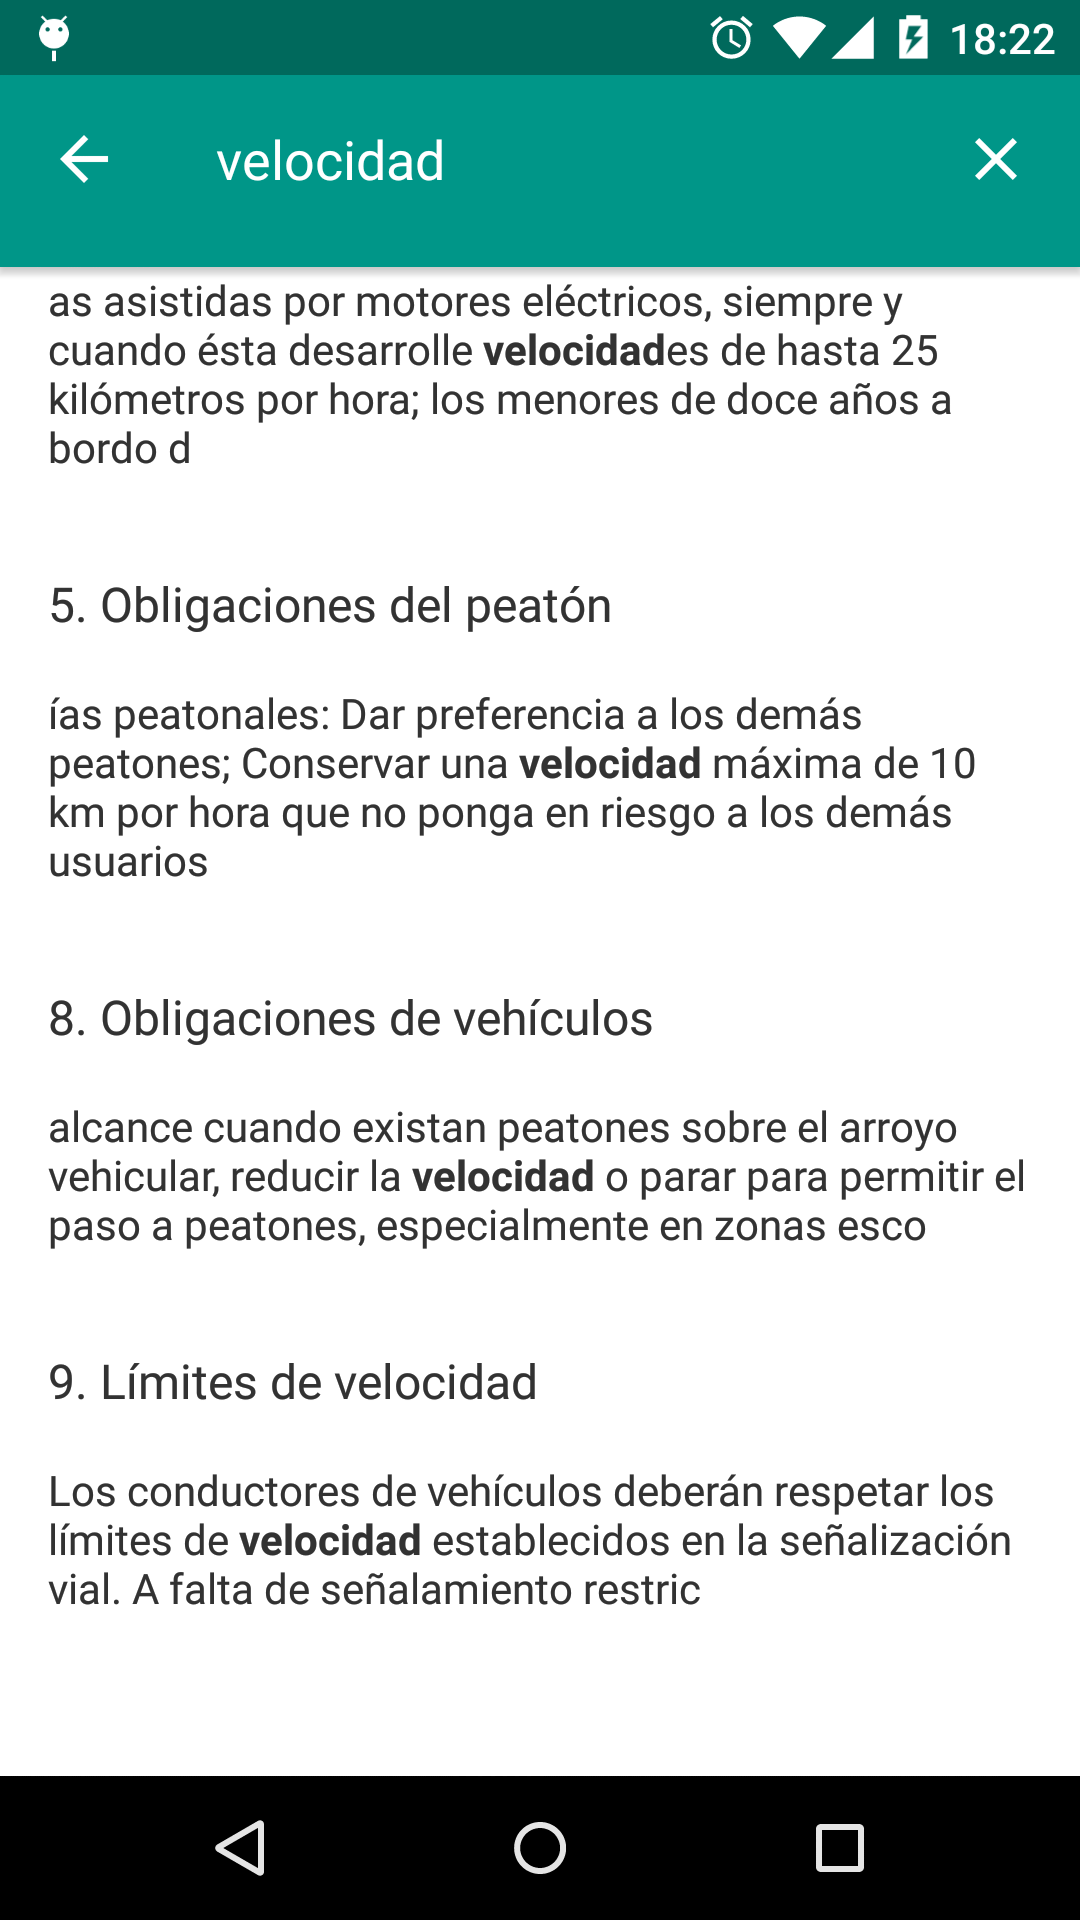 18:22
velocidad
as asistidas por motores eléctricos, siempre y
cuando ésta desarrolle velocidades de hasta 25
kilómetros por hora; los menores de doce años a
bordo d
5. Obligaciones del peatón
ías peatonales: Dar preferencia a los demás
peatones; Conservar una velocidad máxima de 10
km por hora que no ponga en riesgo a los demás
usuarios
8. Obligaciones de vehículos
alcance cuando existan peatones sobre el arroyo
vehicular, reducir la velocidad o parar para permitir el
paso a peatones, especialmente en zonas esco
9. Límites de velocidad
Los conductores de vehículos deberán respetar los
límites de velocidad establecidos en la señalización
vial. A falta de señalamiento restric